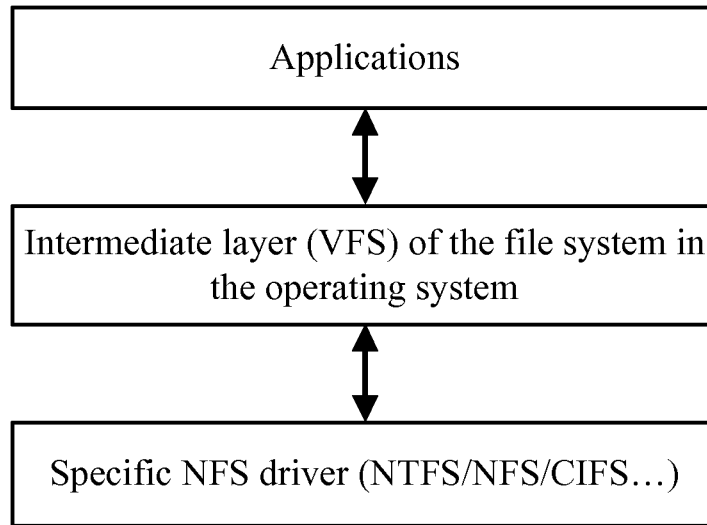 Applications
Intermediate layer (VFS) of the file system in
the operating system
Specific NFS driver (NTFS/NFS/CIFS…)